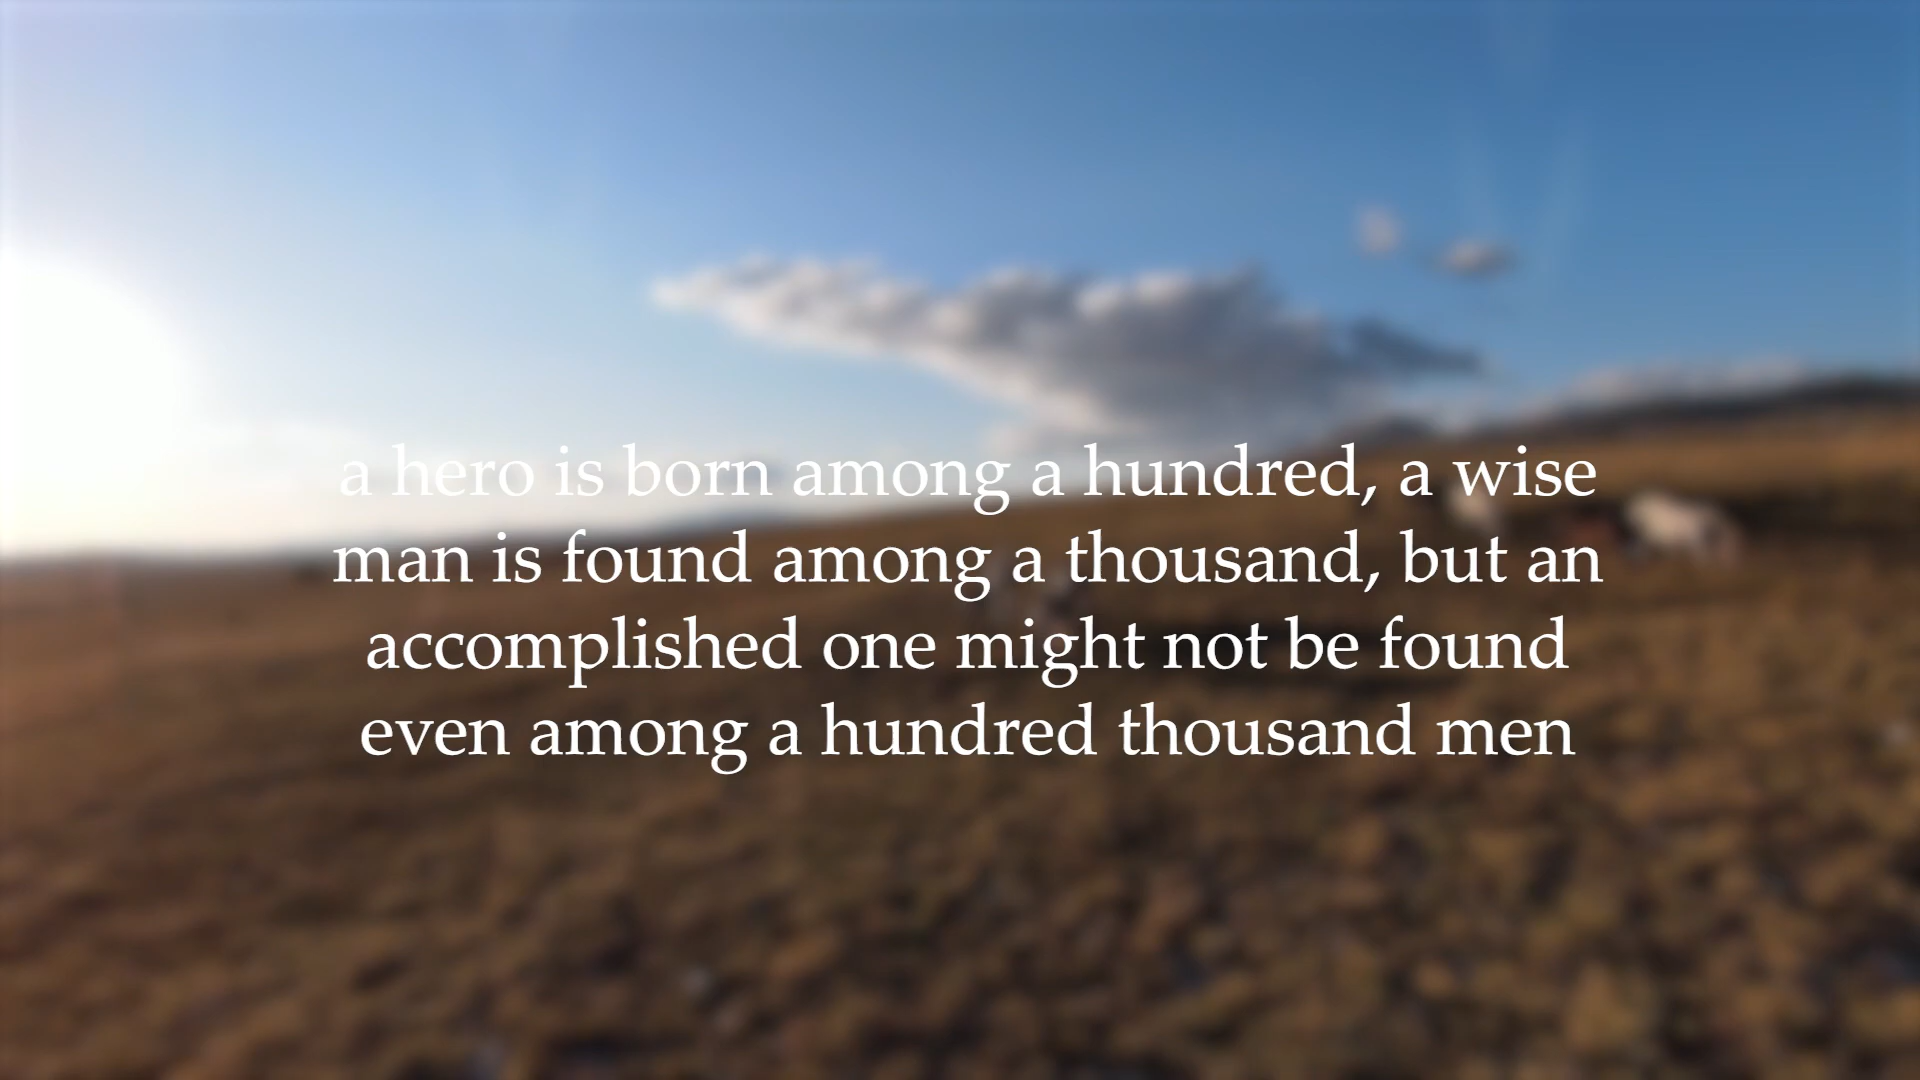 a hero is born among a hundred, a wise
man is found among a thousand, but an
accomplished one might not be found
even among a hundred thousand men